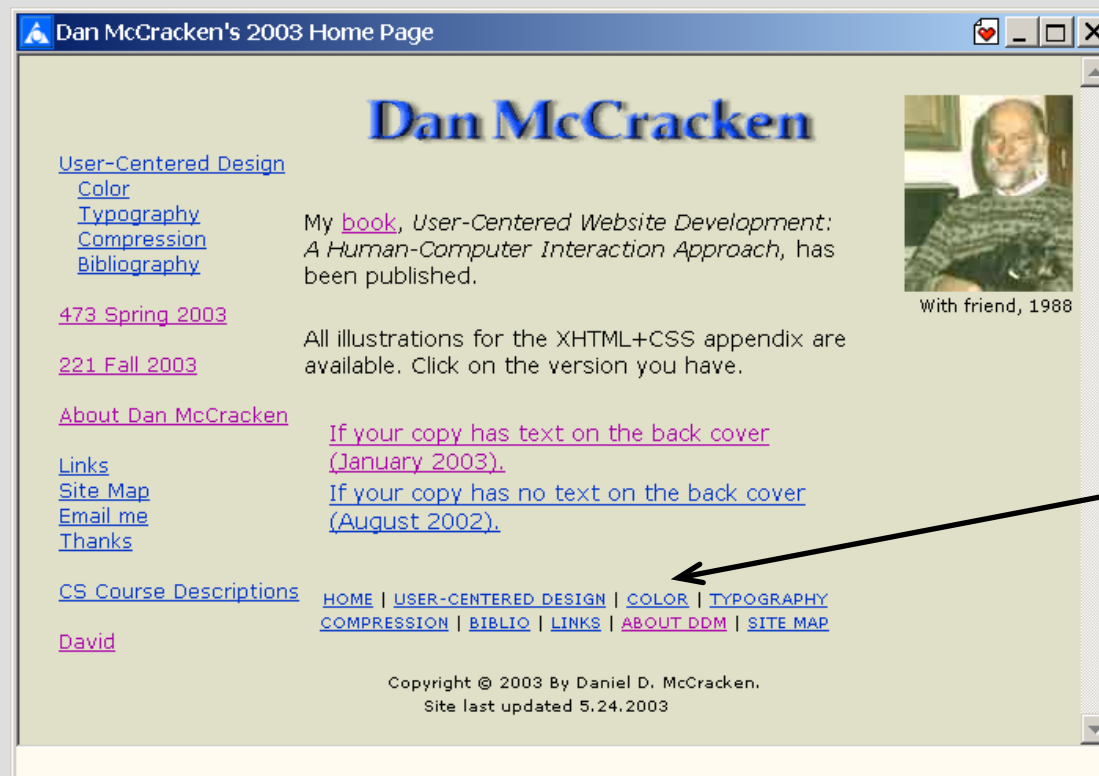 Dan McCracken's 2003 Home Page
Dan McCracken
User-Centered Design
Color
Typography
Compression
Bibliography
473 Spring 2003
221 Fall 2003
About Dan McCracken
Links
Site Map
Email me
Thanks
CS Course Descriptions
David
My book, User-Centered Website Development:
A Human-Computer Interaction Approach, has
been published.
All illustrations for the XHTML+CSS appendix are
available. Click on the version you have.
If your copy has text on the back cover
(January 2003).
If your copy has no text on the back cover
(August 2002).
HOME | USER-CENTERED DESIGN | COLOR | TYPOGRAPHY
COMPRESSION | BIBLIO | LINKS | ABOUT DDM | SITE MAP
Copyright © 2003 By Daniel D. McCracken.
Site last updated 5.24.2003
With friend, 1988